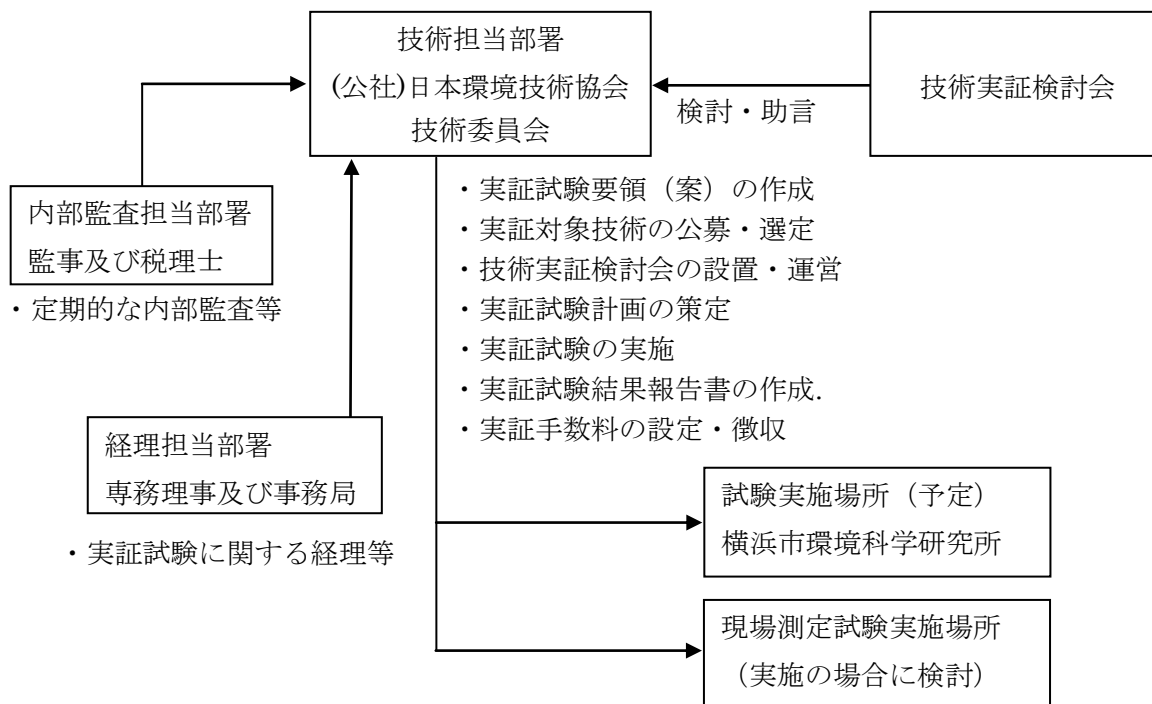 技術担当部署
(公社)日本環境技術協会
技術委員会
検討・助言
技術実証検討会
内部監査担当部署
監事及び税理士
・定期的な内部監査等
・実証試験要領（案）の作成
・実証対象技術の公募・選定
・技術実証検討会の設置・運営
・実証試験計画の策定
・実証試験の実施
・実証試験結果報告書の作成.
・実証手数料の設定・徴収
経理担当部署
専務理事及び事務局
・実証試験に関する経理等
試験実施場所（予定）
横浜市環境科学研究所
現場測定試験実施場所
（実施の場合に検討）